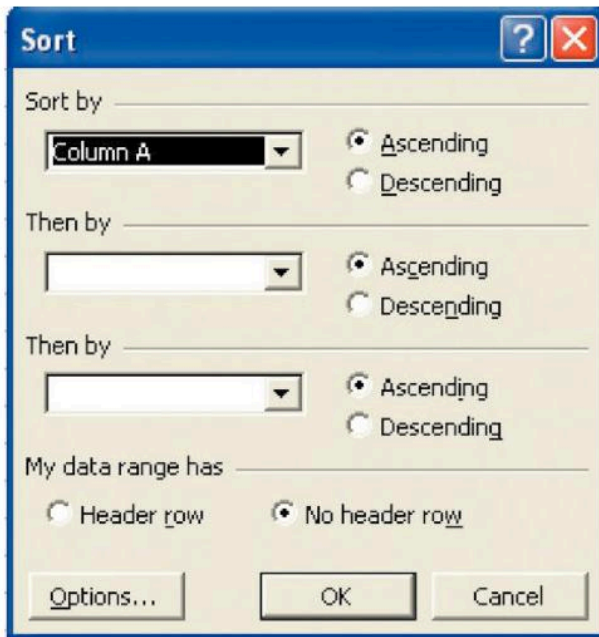 Sort
Sort by
Column A
Ascending
Descending
Then by
Ascending
Descending
Then by
Ascending
Descending
My data range has
Header row
No header row
Options...
OK
Cancel